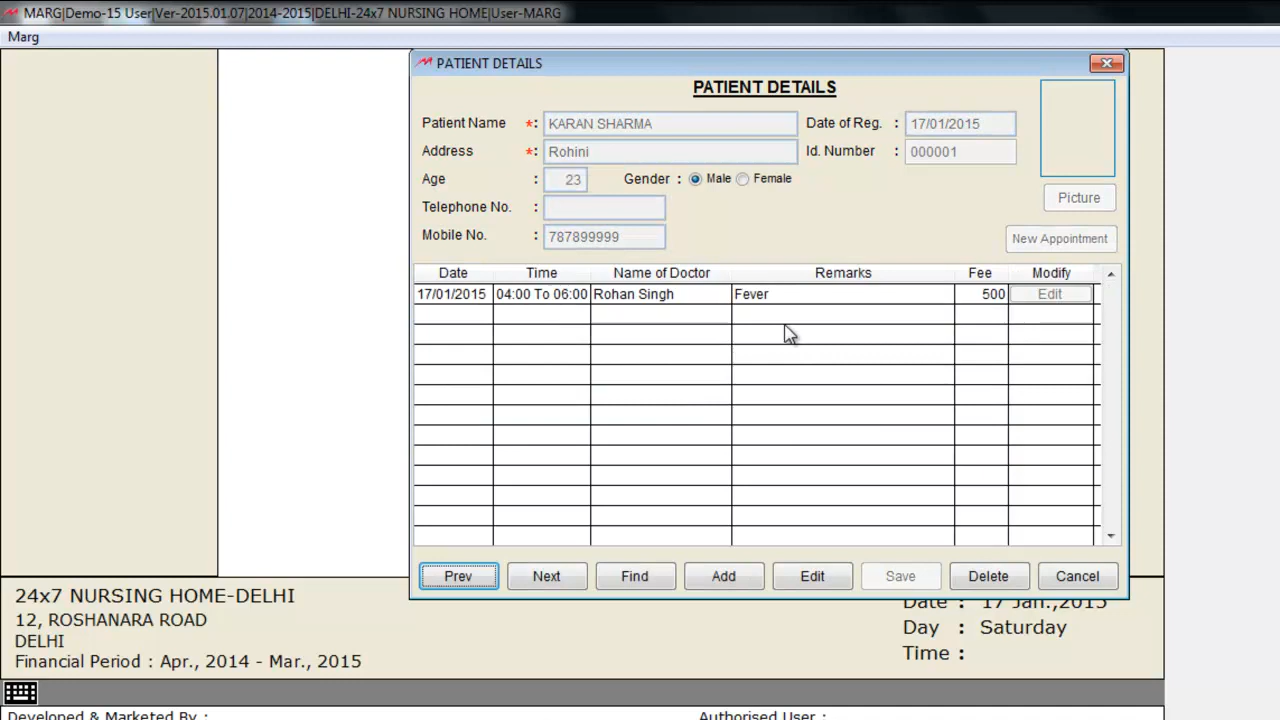 MARG|Demo-15 User|Ver-2015.01.07|2014-2015|DELHI-24x7 NURSING HOME|User-MARG
Marg
PATIENT DETAILS
PATIENT DETAILS
Patient Name *: KARAN SHARMA Date of Reg. : 17/01/2015
Address *: Rohini Id. Number : 000001
Age : 23 Gender : Male Female
Picture
Telephone No. :
Mobile No. : 787899999
New Appointment
Date Time Name of Doctor Remarks Fee Modify
17/01/2015 04:00 To 06:00 Rohan Singh Fever 500 Edit
Prev Next Find Add Edit Save Delete Cancel
24x7 NURSING HOME-DELHI
12, ROSHANARA ROAD
DELHI
Financial Period : Apr., 2014 - Mar., 2015
Date : 17 Jan.,2015
Day : Saturday
Time :
Developed & Marketed By :
Authorised User :